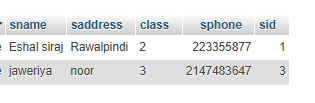 sname saddress class sphone sid
Eshal siraj Rawalpindi 2 223355877 1
jaweriya noor 3 2147483647 3